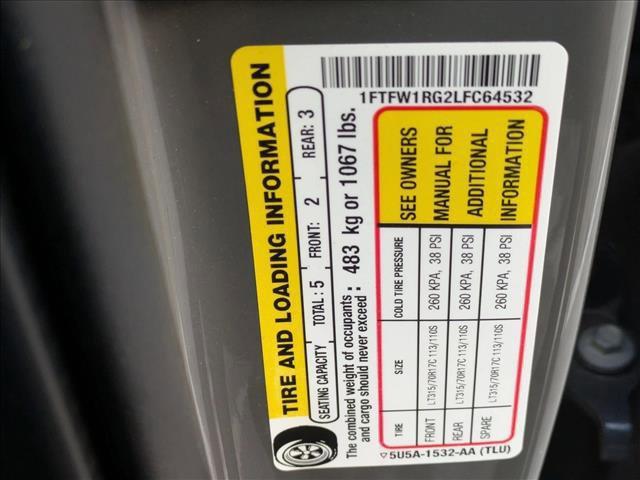 1FTFW1RG2LFC64532
TIRE AND LOADING INFORMATION
SEATING CAPACITY TOTAL : 5 FRONT: 2 REAR: 3
The combined weight of occupants
and cargo should never exceed : 483 kg or 1067 lbs.
TIRE SIZE COLD TIRE PRESSURE SEE OWNERS
FRONT LT315/70R17C 113/110S 260 KPA, 38 PSI MANUAL FOR
REAR LT315/70R17C 113/110S 260 KPA, 38 PSI ADDITIONAL
SPARE LT315/70R17C 113/110S 260 KPA, 38 PSI INFORMATION
▽5U5A-1532-AA (TLU)